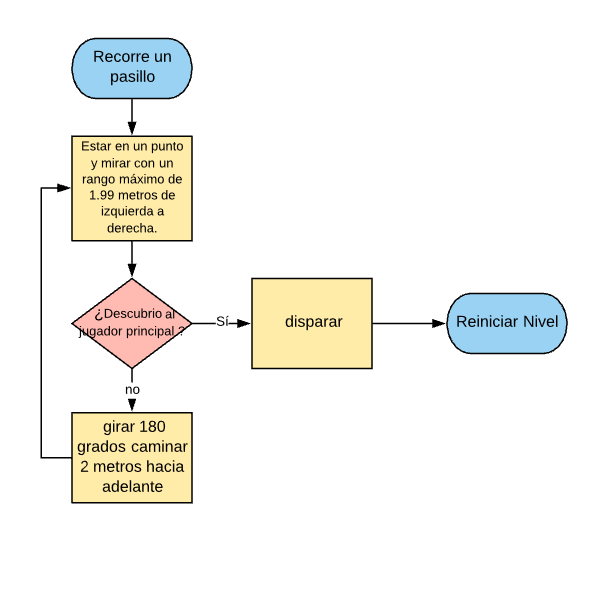 Recorre un
pasillo
Estar en un punto
y mirar con un
rango máximo de
1.99 metros de
izquierda a
derecha.
¿Descubrio al
jugador principal ?
Sí
disparar
Reiniciar Nivel
no
girar 180
grados caminar
2 metros hacia
adelante